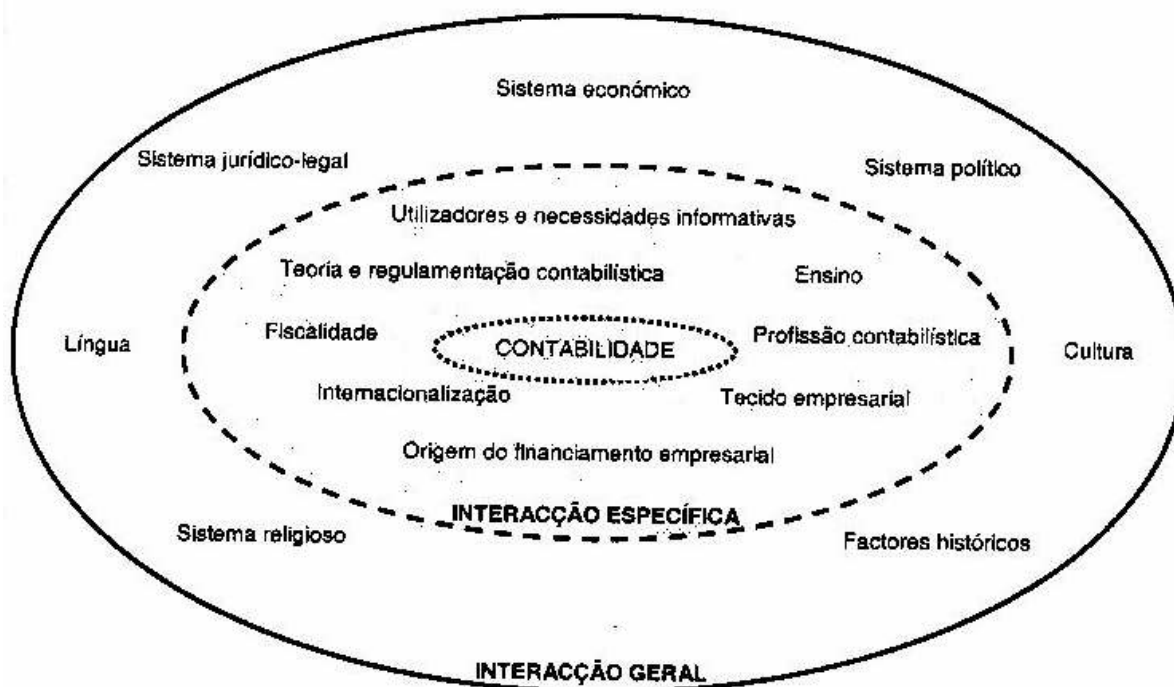 Sistema económico
Sistema jurídico-legal
Sistema político
Utilizadores e necessidades informativas
Teoria e regulamentação contabilística
Ensino
Fiscalidade
Profissão contabilística
Língua
CONTABILIDADE
Cultura
Internacionalização
Tecido empresarial
Origem do financiamento empresarial
INTERACÇÃO ESPECÍFICA
Sistema religioso
Factores históricos
INTERACÇÃO GERAL